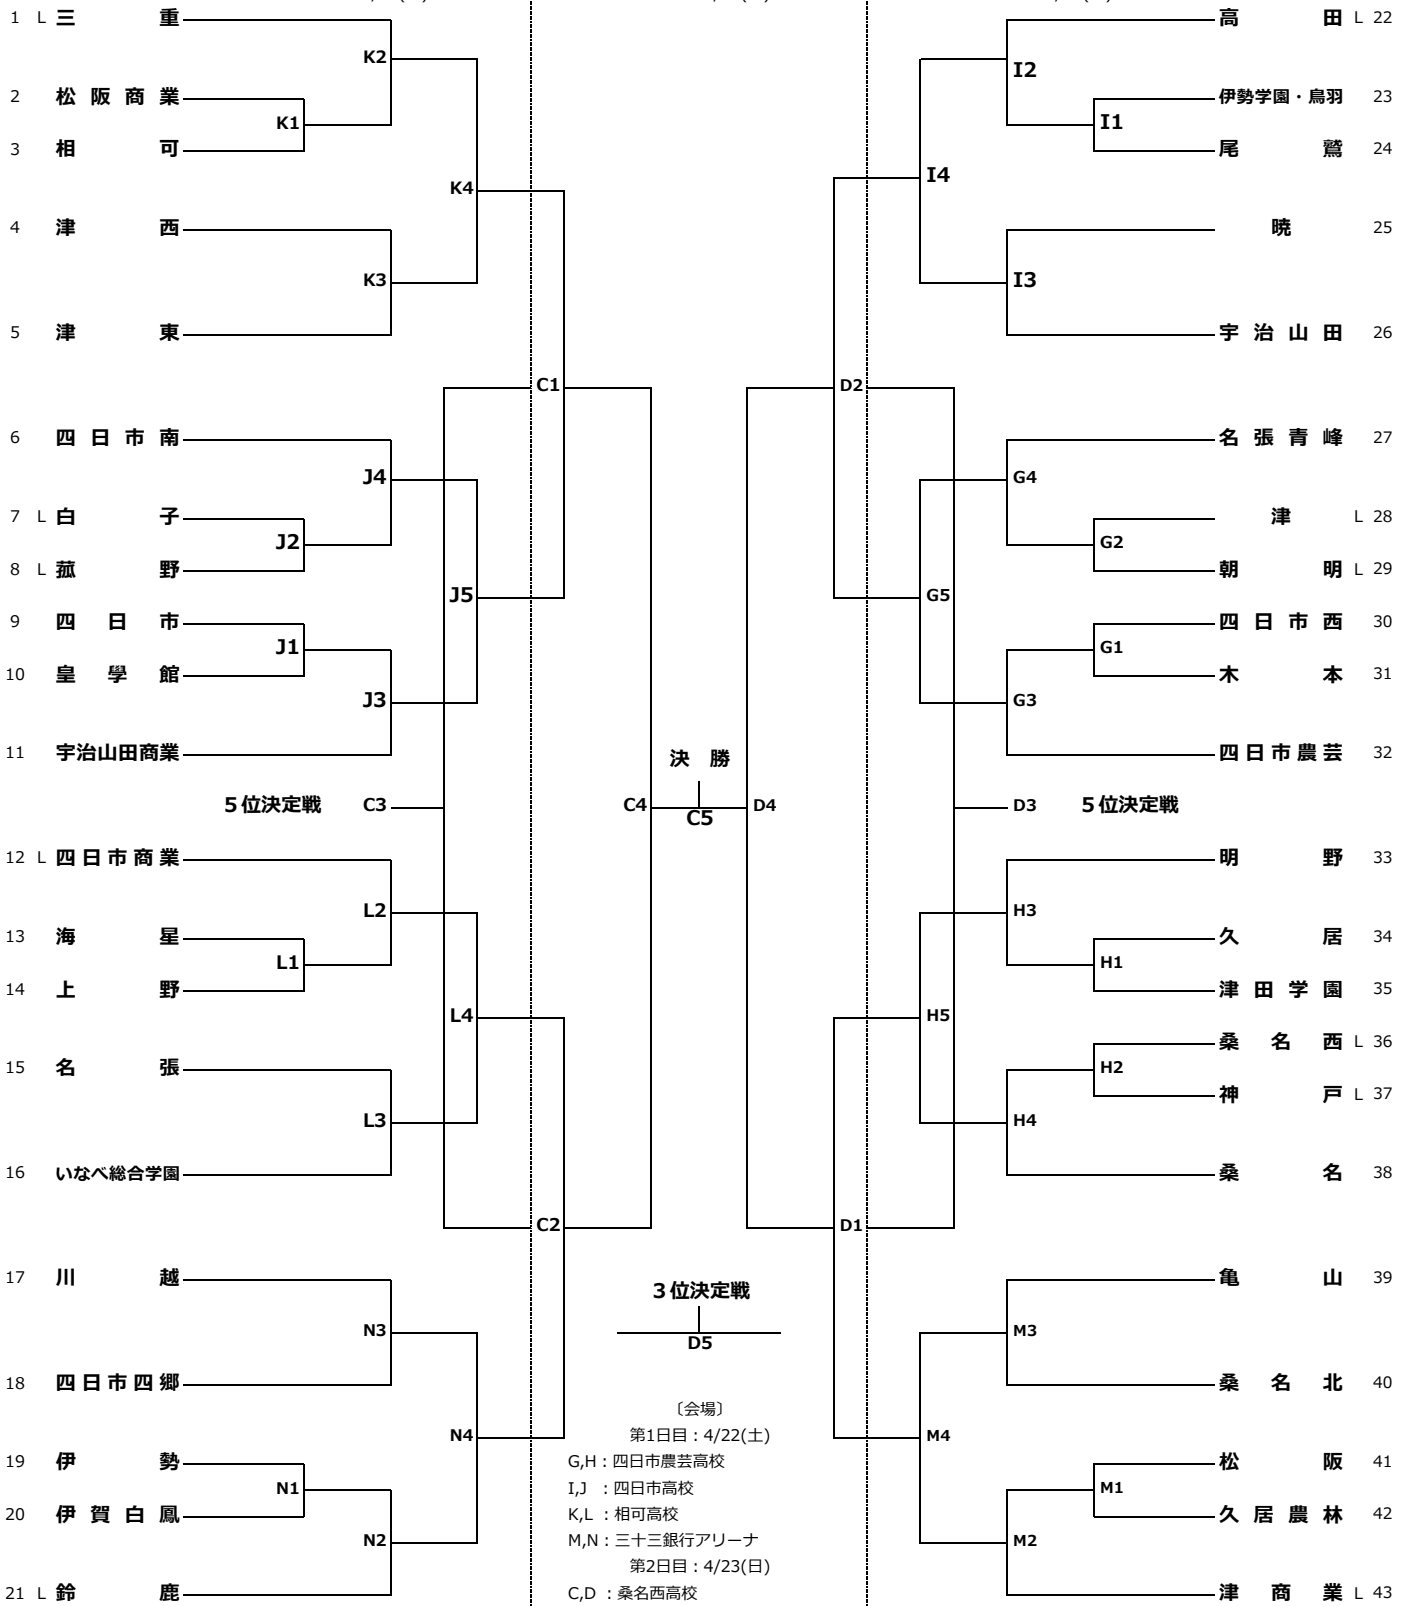 1 L 三重
K2
2 松阪商業
K1
3 相可
K4
4 津西
K3
5 津東
C1
6 四日市南
J4
7 L 白子
J2
8 L 菰野
J5
9 四日市
J1
10 皇學館
J3
11 宇治山田商業
5位決定戦 C3
12 L 四日市商業
L2
13 海星
L1
14 上野
L4
15 名張
L3
16 いなべ総合学園
C2
17 川越
N3
18 四日市四郷
N4
19 伊勢
N1
20 伊賀白鳳
N2
21 L 鈴鹿
決勝
C4 C5 D4
3位決定戦
D5
〔会場〕
第1日目：4/22(土)
G,H：四日市農芸高校
I,J ：四日市高校
K,L ：相可高校
M,N：三十三銀行アリーナ
第2日目：4/23(日)
C,D ：桑名西高校
高田 L 22
I2
伊勢学園・鳥羽 23
I1
尾鷲 24
I4
暁 25
I3
宇治山田 26
D2
名張青峰 27
G4
津 L 28
G2
朝明 L 29
G5
四日市西 30
G1
木本 31
G3
四日市農芸 32
D3 5位決定戦
明野 33
H3
久居 34
H1
津田学園 35
H5
桑名西 L 36
H2
神戸 L 37
H4
桑名 38
D1
亀山 39
M3
桑名北 40
M4
松阪 41
M1
久居農林 42
M2
津商業 L 43